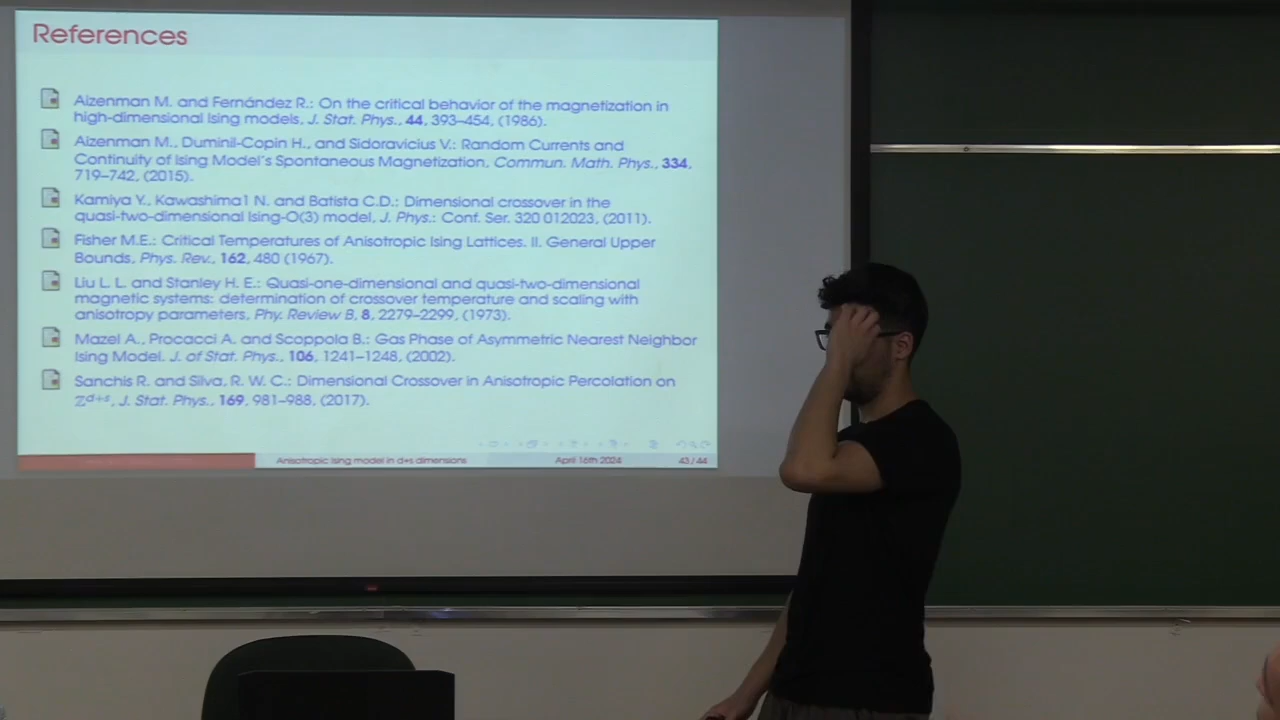 References
Aizenman M. and Fernández R.: On the critical behavior of the magnetization in
high-dimensional Ising models, J. Stat. Phys., 44, 393–454, (1986).
Aizenman M., Duminil-Copin H., and Sidoravicius V.: Random Currents and
Continuity of Ising Model's Spontaneous Magnetization, Commun. Math. Phys., 334,
719–742, (2015).
Kamiya Y., Kawashima1 N. and Batista C.D.: Dimensional crossover in the
quasi-two-dimensional Ising-O(3) model, J. Phys.: Conf. Ser. 320 012023, (2011).
Fisher M.E.: Critical Temperatures of Anisotropic Ising Lattices. II. General Upper
Bounds, Phys. Rev., 162, 480 (1967).
Liu L. L. and Stanley H. E.: Quasi-one-dimensional and quasi-two-dimensional
magnetic systems: determination of crossover temperature and scaling with
anisotropy parameters, Phy. Review B, 8, 2279–2299, (1973).
Mazel A., Procacci A. and Scoppola B.: Gas Phase of Asymmetric Nearest Neighbor
Ising Model. J. of Stat. Phys., 106, 1241–1248, (2002).
Sanchis R. and Silva, R. W. C.: Dimensional Crossover in Anisotropic Percolation on
ℤᵈ⁺ˢ, J. Stat. Phys., 169, 981–988, (2017).
Anisotropic Ising model in d+s dimensions April 16th 2024 43 / 44